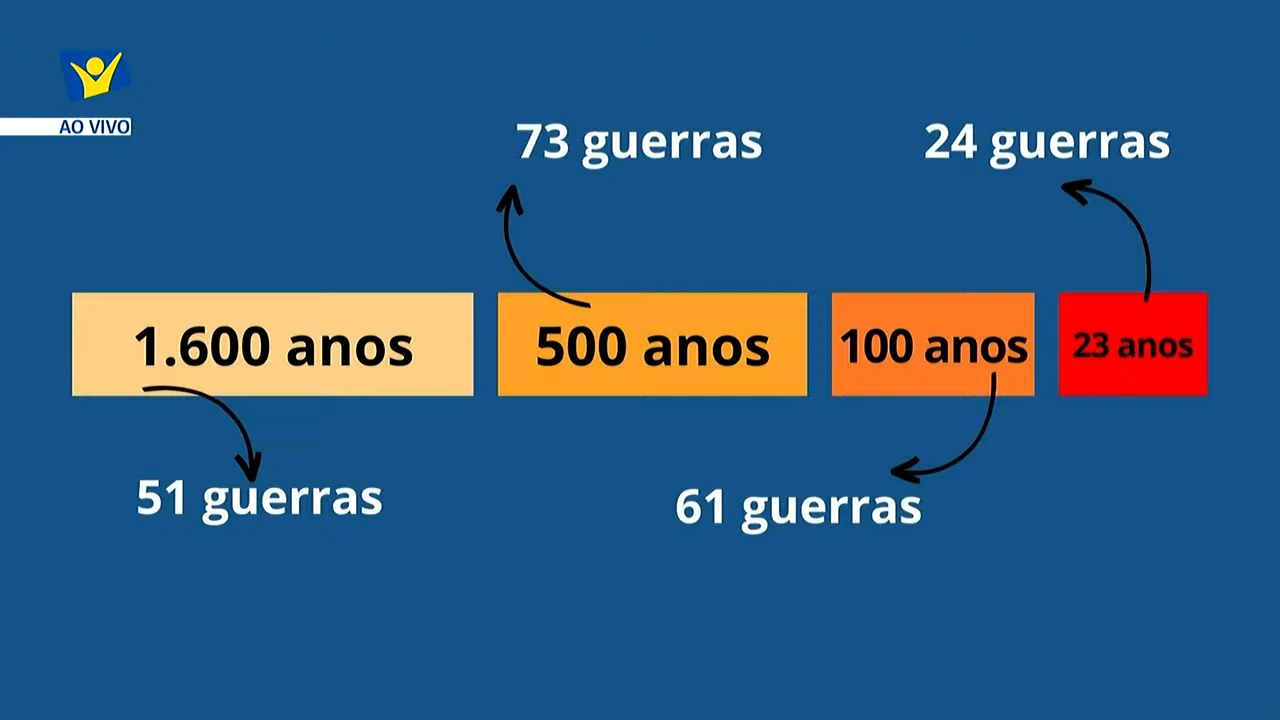 AO VIVO
73 guerras
24 guerras
1.600 anos
500 anos
100 anos
23 anos
51 guerras
61 guerras